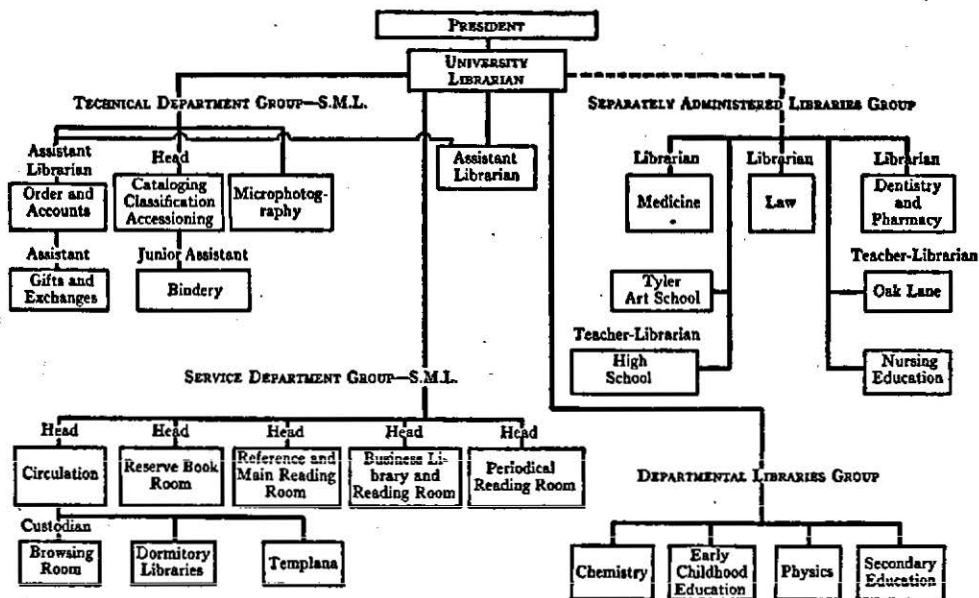 PRESIDENT
UNIVERSITY
LIBRARIAN
TECHNICAL DEPARTMENT GROUP—S.M.L.
SEPARATELY ADMINISTERED LIBRARIES GROUP
Assistant
Librarian
Order and
Accounts
Head
Cataloging
Classification
Accessioning
Microphotog-
raphy
Assistant
Librarian
Librarian
Medicine
Librarian
Law
Librarian
Dentistry
and
Pharmacy
Assistant
Gifts and
Exchanges
Junior Assistant
Bindery
Tyler
Art School
Teacher-Librarian
Oak Lane
Teacher-Librarian
High
School
Nursing
Education
SERVICE DEPARTMENT GROUP—S.M.L.
Head
Circulation
Head
Reserve Book
Room
Head
Reference and
Main Reading
Room
Head
Business Li-
brary and
Reading Room
Head
Periodical
Reading Room
DEPARTMENTAL LIBRARIES GROUP
Custodian
Browsing
Room
Dormitory
Libraries
Templana
Chemistry
Early
Childhood
Education
Physics
Secondary
Education